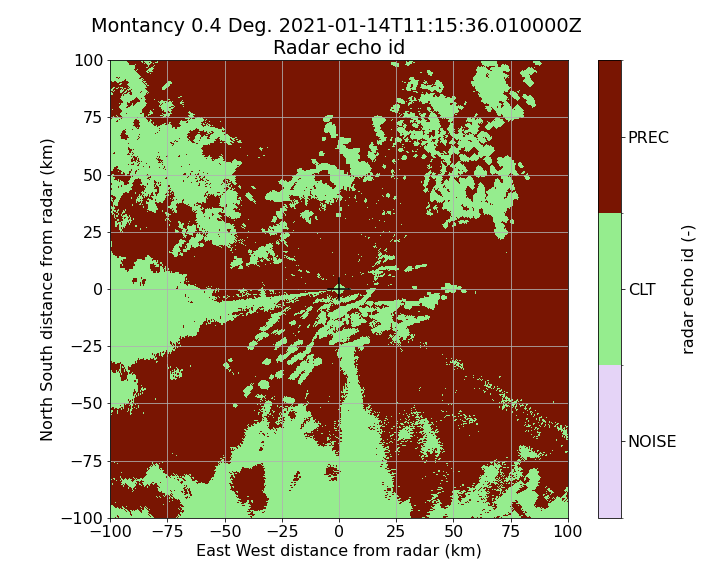 Montancy 0.4 Deg. 2021-01-14T11:15:36.010000Z
Radar echo id
North South distance from radar (km)
100
75
50
25
0
−25
−50
−75
−100
−100
−75
−50
−25
0
25
50
75
100
East West distance from radar (km)
PREC
CLT
NOISE
radar echo id (-)